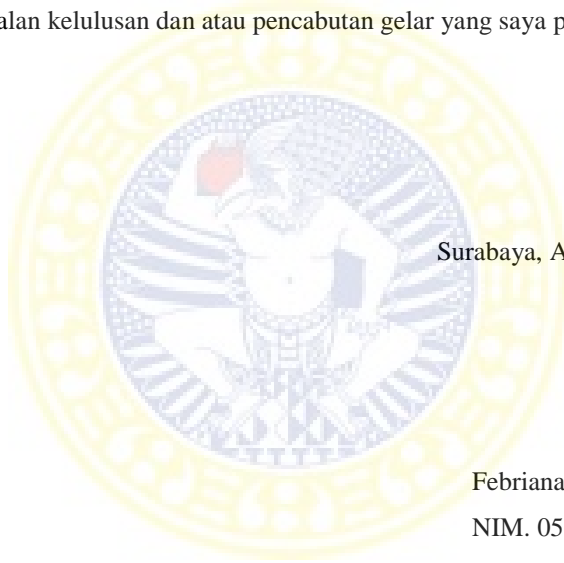 alan kelulusan dan atau pencabutan gelar yang saya p
Surabaya, A
Febriana
NIM. 05